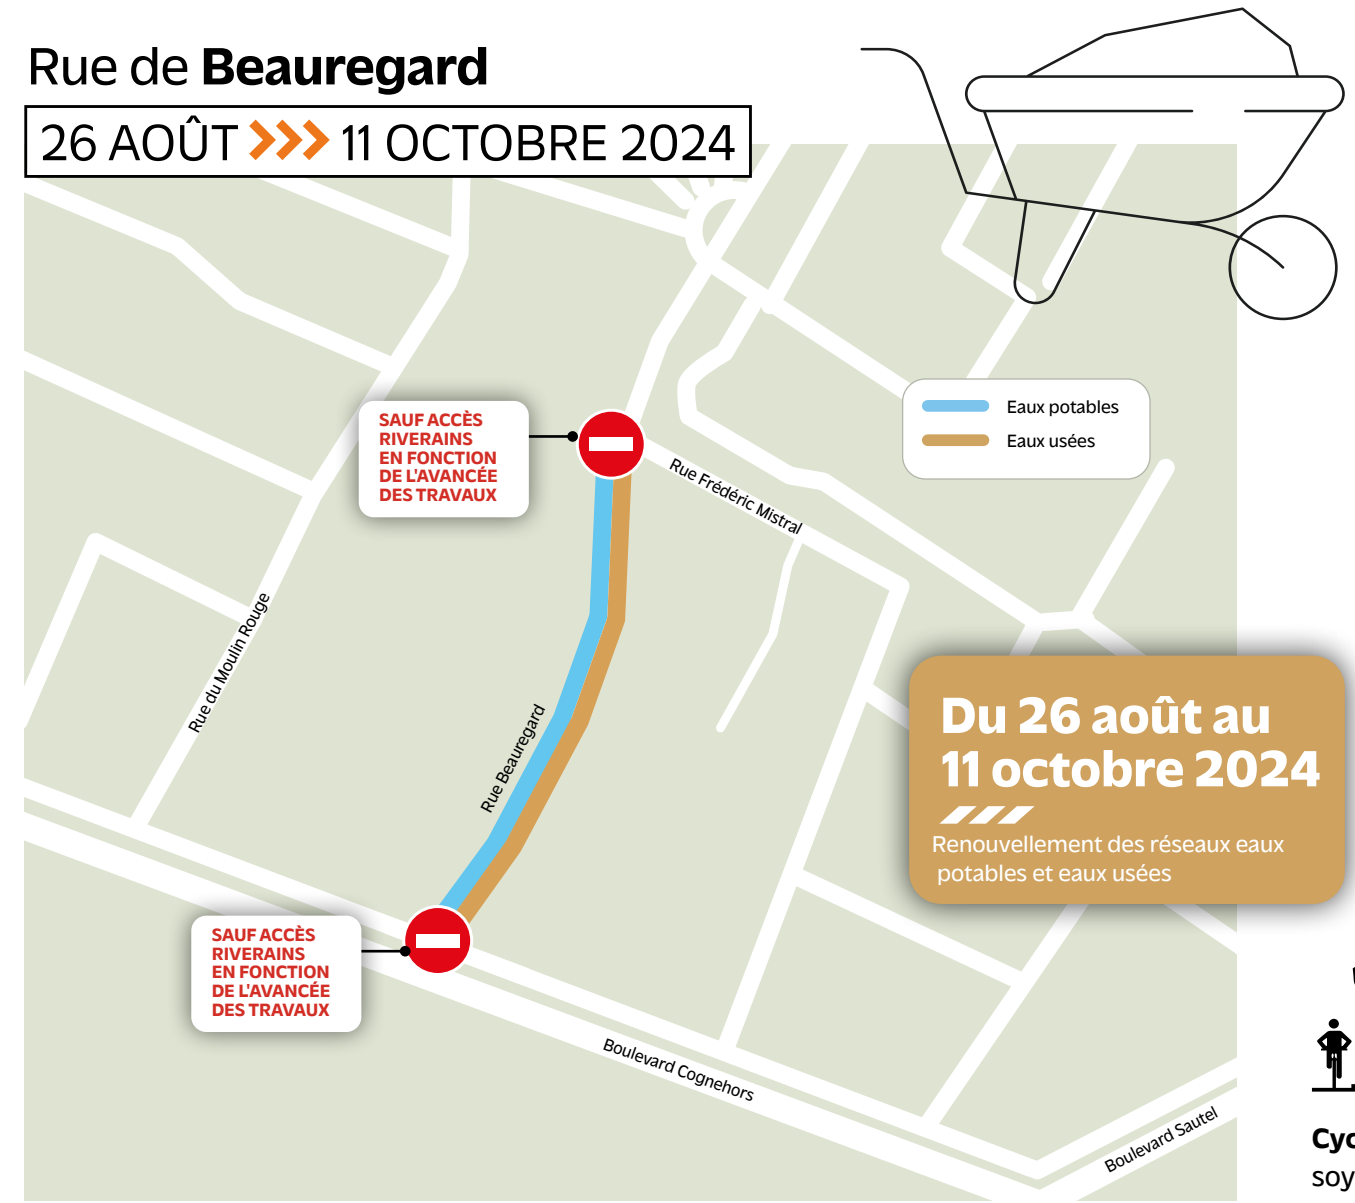 Rue de Beauregard
26 AOÛT >>> 11 OCTOBRE 2024
Eaux potables
Eaux usées
SAUF ACCÈS
RIVERAINS
EN FONCTION
DE L'AVANCÉE
DES TRAVAUX
Rue Frédéric Mistral
Rue du Moulin Rouge
Rue Beauregard
Du 26 août au
11 octobre 2024
Renouvellement des réseaux eaux
potables et eaux usées
SAUF ACCÈS
RIVERAINS
EN FONCTION
DE L'AVANCÉE
DES TRAVAUX
Boulevard Cognehors
Boulevard Sautel